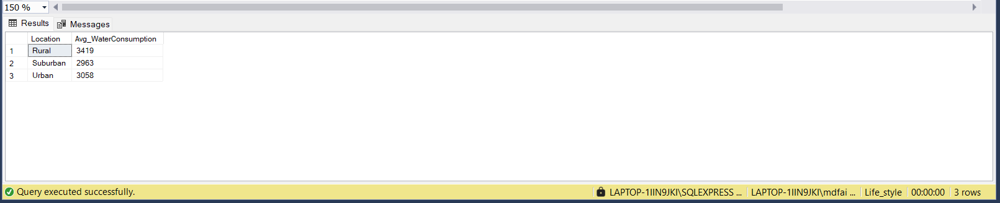 150 %
Results Messages
Location Avg_WaterConsumption
1 Rural 3419
2 Suburban 2963
3 Urban 3058
Query executed successfully. LAPTOP-1IIN9JKI\SQLEXPRESS ... LAPTOP-1IIN9JKI\mdfai ... Life_style 00:00:00 3 rows